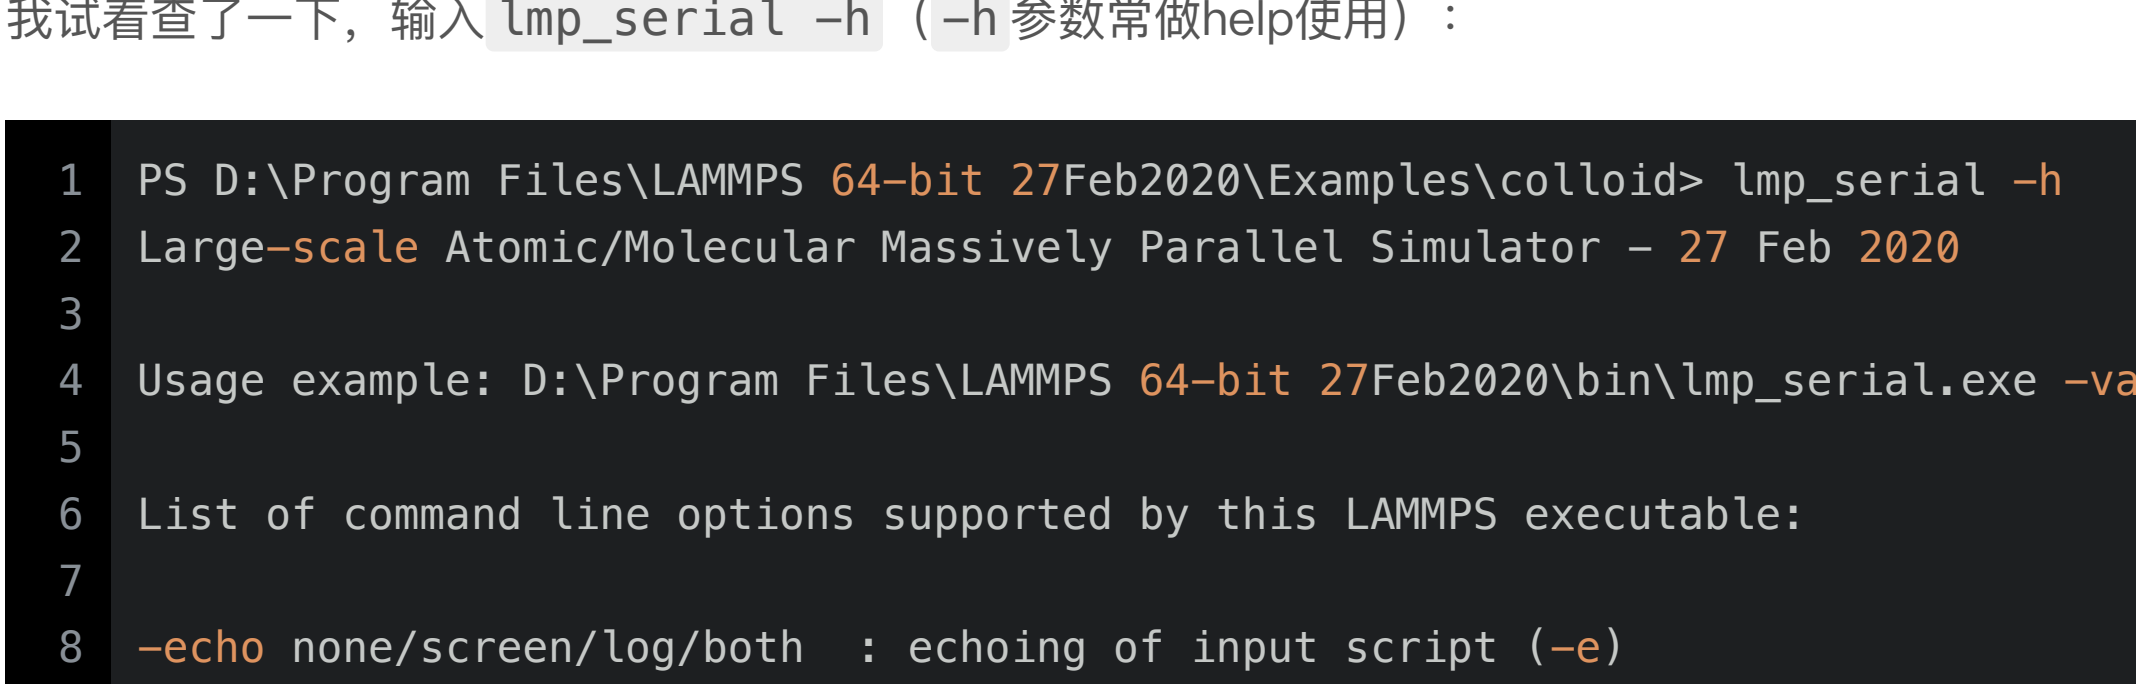 我试着查了一下，输入 lmp_serial -h （ -h 参数常做help使用）：
1 PS D:\Program Files\LAMMPS 64-bit 27Feb2020\Examples\colloid> lmp_serial -h
2 Large-scale Atomic/Molecular Massively Parallel Simulator - 27 Feb 2020
3
4 Usage example: D:\Program Files\LAMMPS 64-bit 27Feb2020\bin\lmp_serial.exe -va
5
6 List of command line options supported by this LAMMPS executable:
7
8 -echo none/screen/log/both  : echoing of input script (-e)